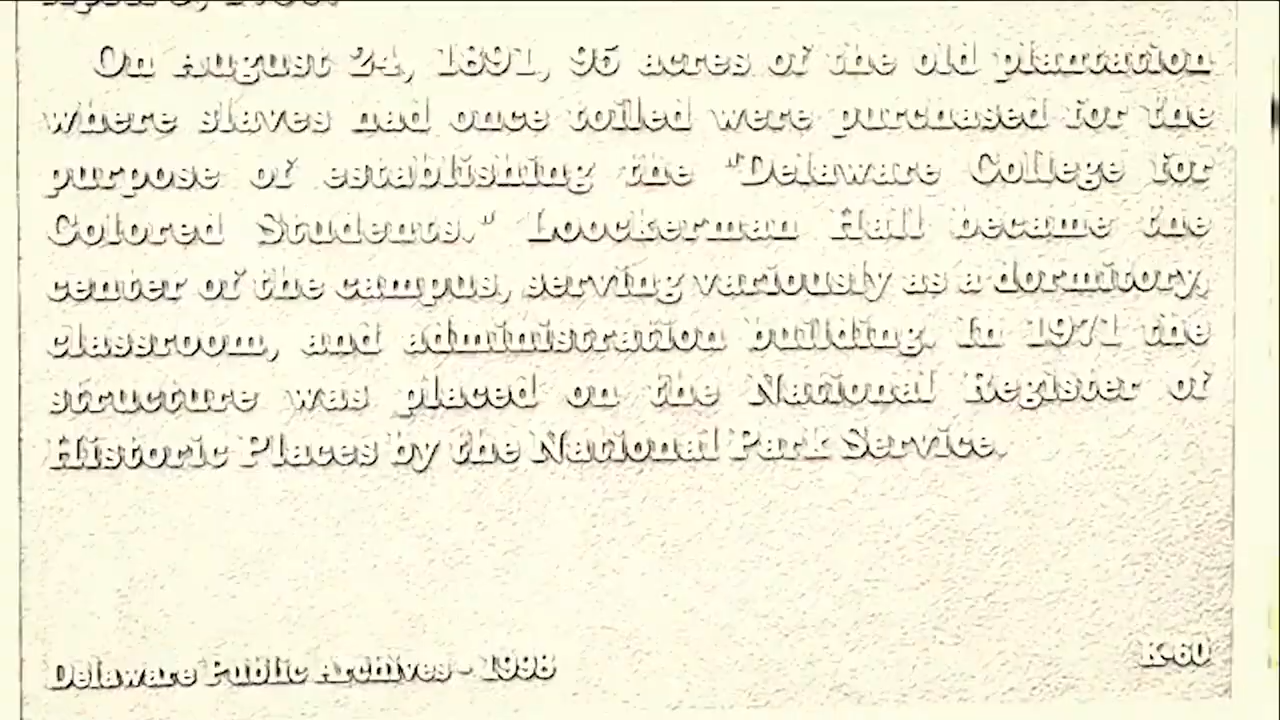 On August 24, 1891, 95 acres of the old plantation
where slaves had once toiled were purchased for the
purpose of establishing the "Delaware College for
Colored Students." Loockerman Hall became the
center of the campus, serving variously as a dormitory,
classroom, and administration building. In 1971 the
structure was placed on the National Register of
Historic Places by the National Park Service.
Delaware Public Archives - 1998
K-60